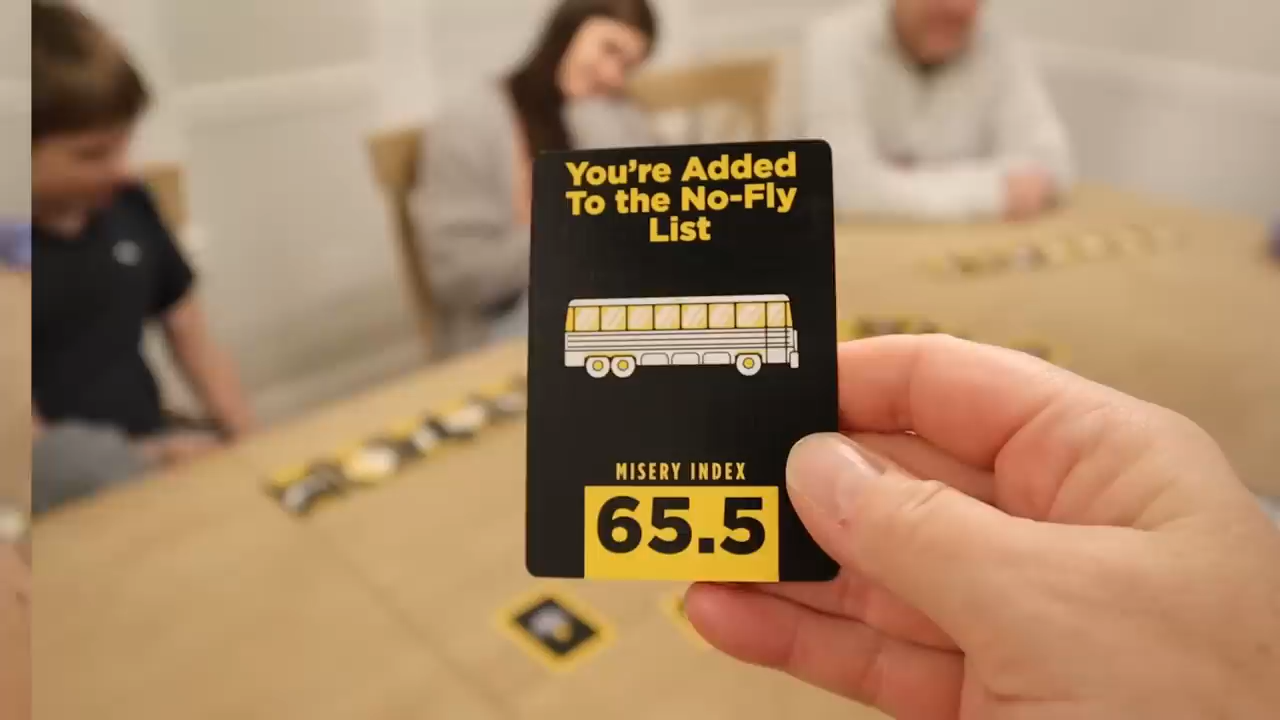 You're Added
To the No-Fly
List
MISERY INDEX
65.5